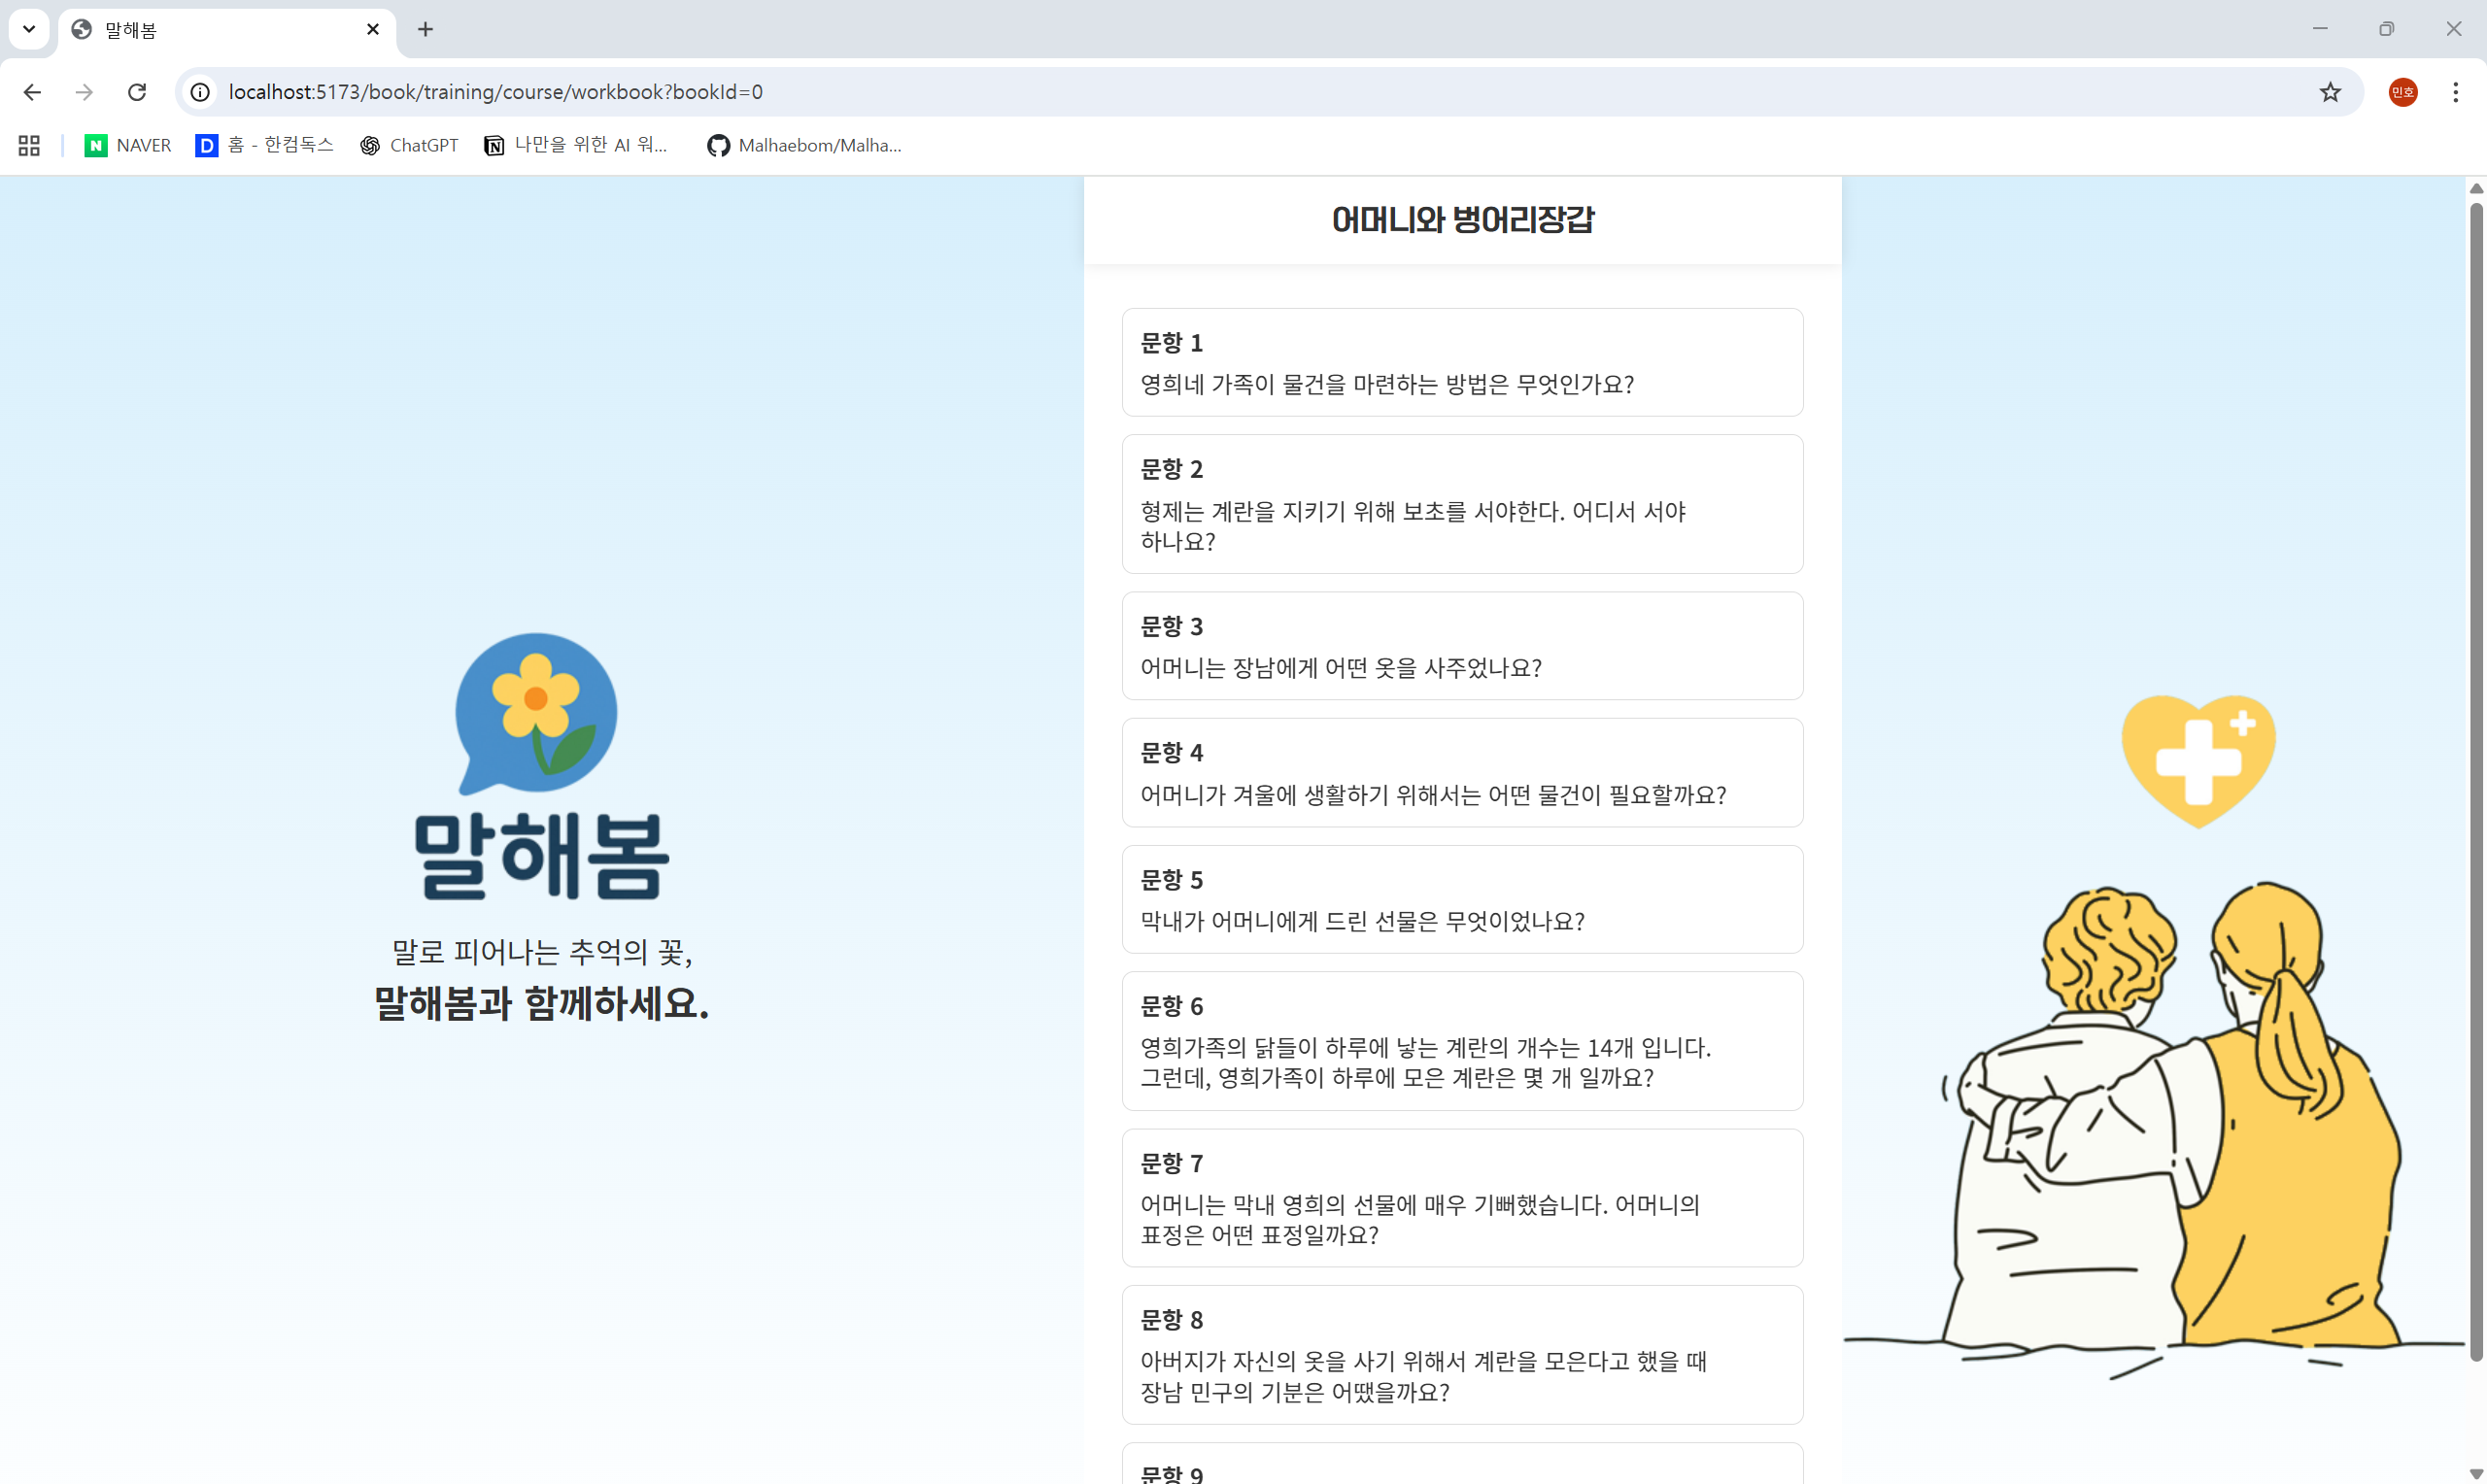 말해봄
localhost:5173/book/training/course/workbook?bookId=0
민호
NAVER
홈 - 한컴독스
ChatGPT
나만을 위한 AI 워...
Malhaebom/Malha...
어머니와 벙어리장갑
문항 1
영희네 가족이 물건을 마련하는 방법은 무엇인가요?
문항 2
형제는 계란을 지키기 위해 보초를 서야한다. 어디서 서야
하나요?
문항 3
어머니는 장남에게 어떤 옷을 사주었나요?
문항 4
어머니가 겨울에 생활하기 위해서는 어떤 물건이 필요할까요?
문항 5
막내가 어머니에게 드린 선물은 무엇이었나요?
문항 6
영희가족의 닭들이 하루에 낳는 계란의 개수는 14개 입니다.
그런데, 영희가족이 하루에 모은 계란은 몇 개 일까요?
문항 7
어머니는 막내 영희의 선물에 매우 기뻐했습니다. 어머니의
표정은 어떤 표정일까요?
문항 8
아버지가 자신의 옷을 사기 위해서 계란을 모은다고 했을 때
장남 민구의 기분은 어땠을까요?
문항 9
말해봄
말로 피어나는 추억의 꽃,
말해봄과 함께하세요.